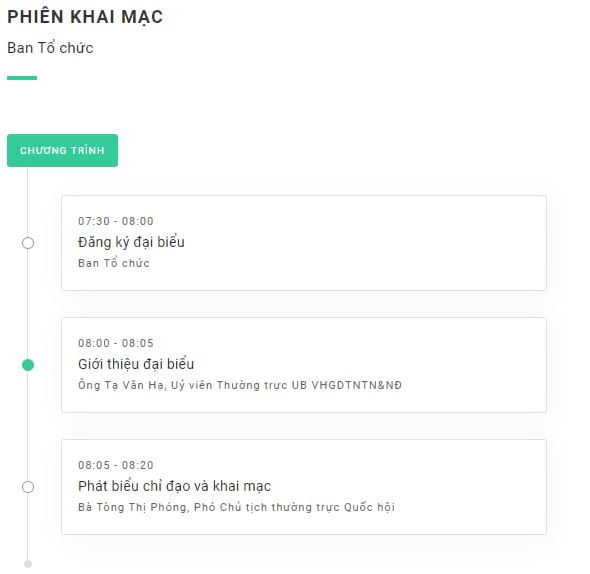 PHIÊN KHAI MẠC
Ban Tổ chức
CHƯƠNG TRÌNH
07:30 - 08:00
Đăng ký đại biểu
Ban Tổ chức
08:00 - 08:05
Giới thiệu đại biểu
Ông Tạ Văn Hạ, Uỷ viên Thường trực UB VHGDTNTN&NĐ
08:05 - 08:20
Phát biểu chỉ đạo và khai mạc
Bà Tòng Thị Phóng, Phó Chủ tịch thường trực Quốc hội